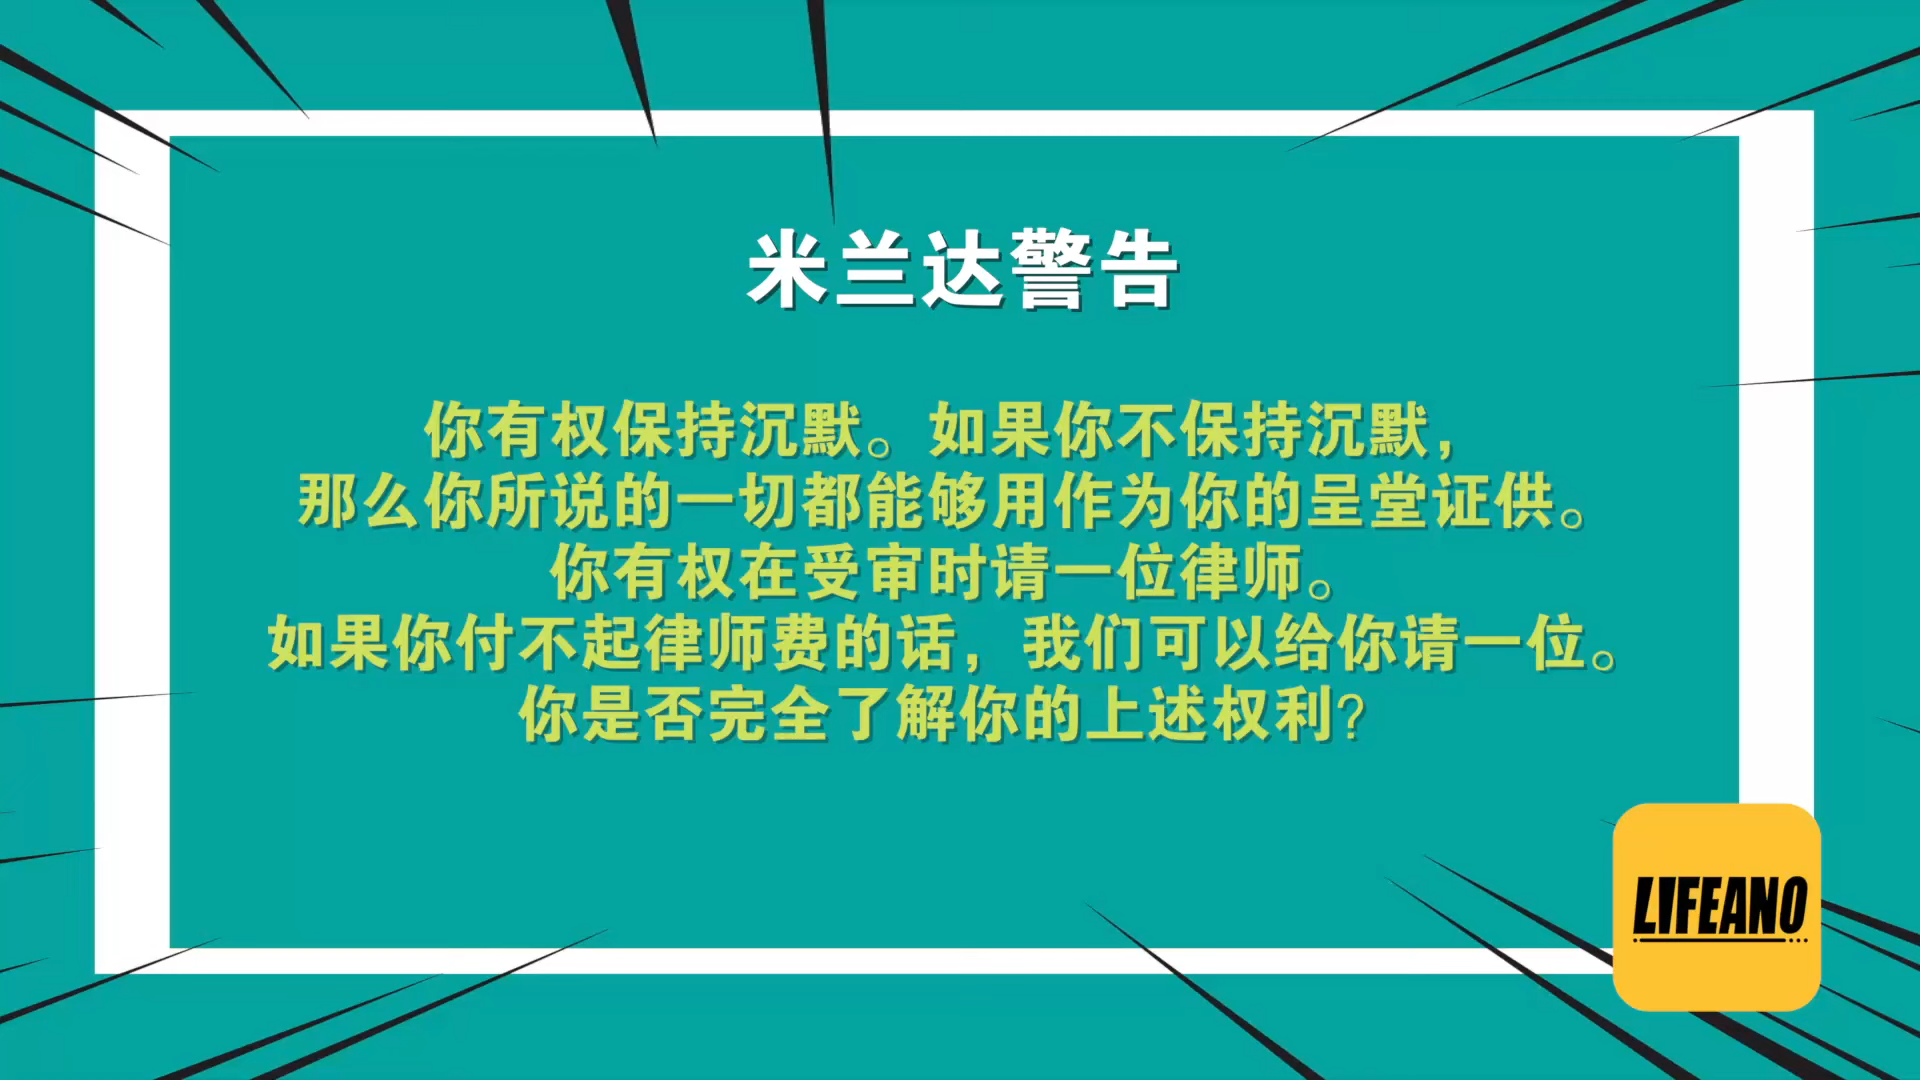 米兰达警告
你有权保持沉默。如果你不保持沉默，
那么你所说的一切都能够用作为你的呈堂证供。
你有权在受审时请一位律师。
如果你付不起律师费的话，我们可以给你请一位。
你是否完全了解你的上述权利？
LIFEANO